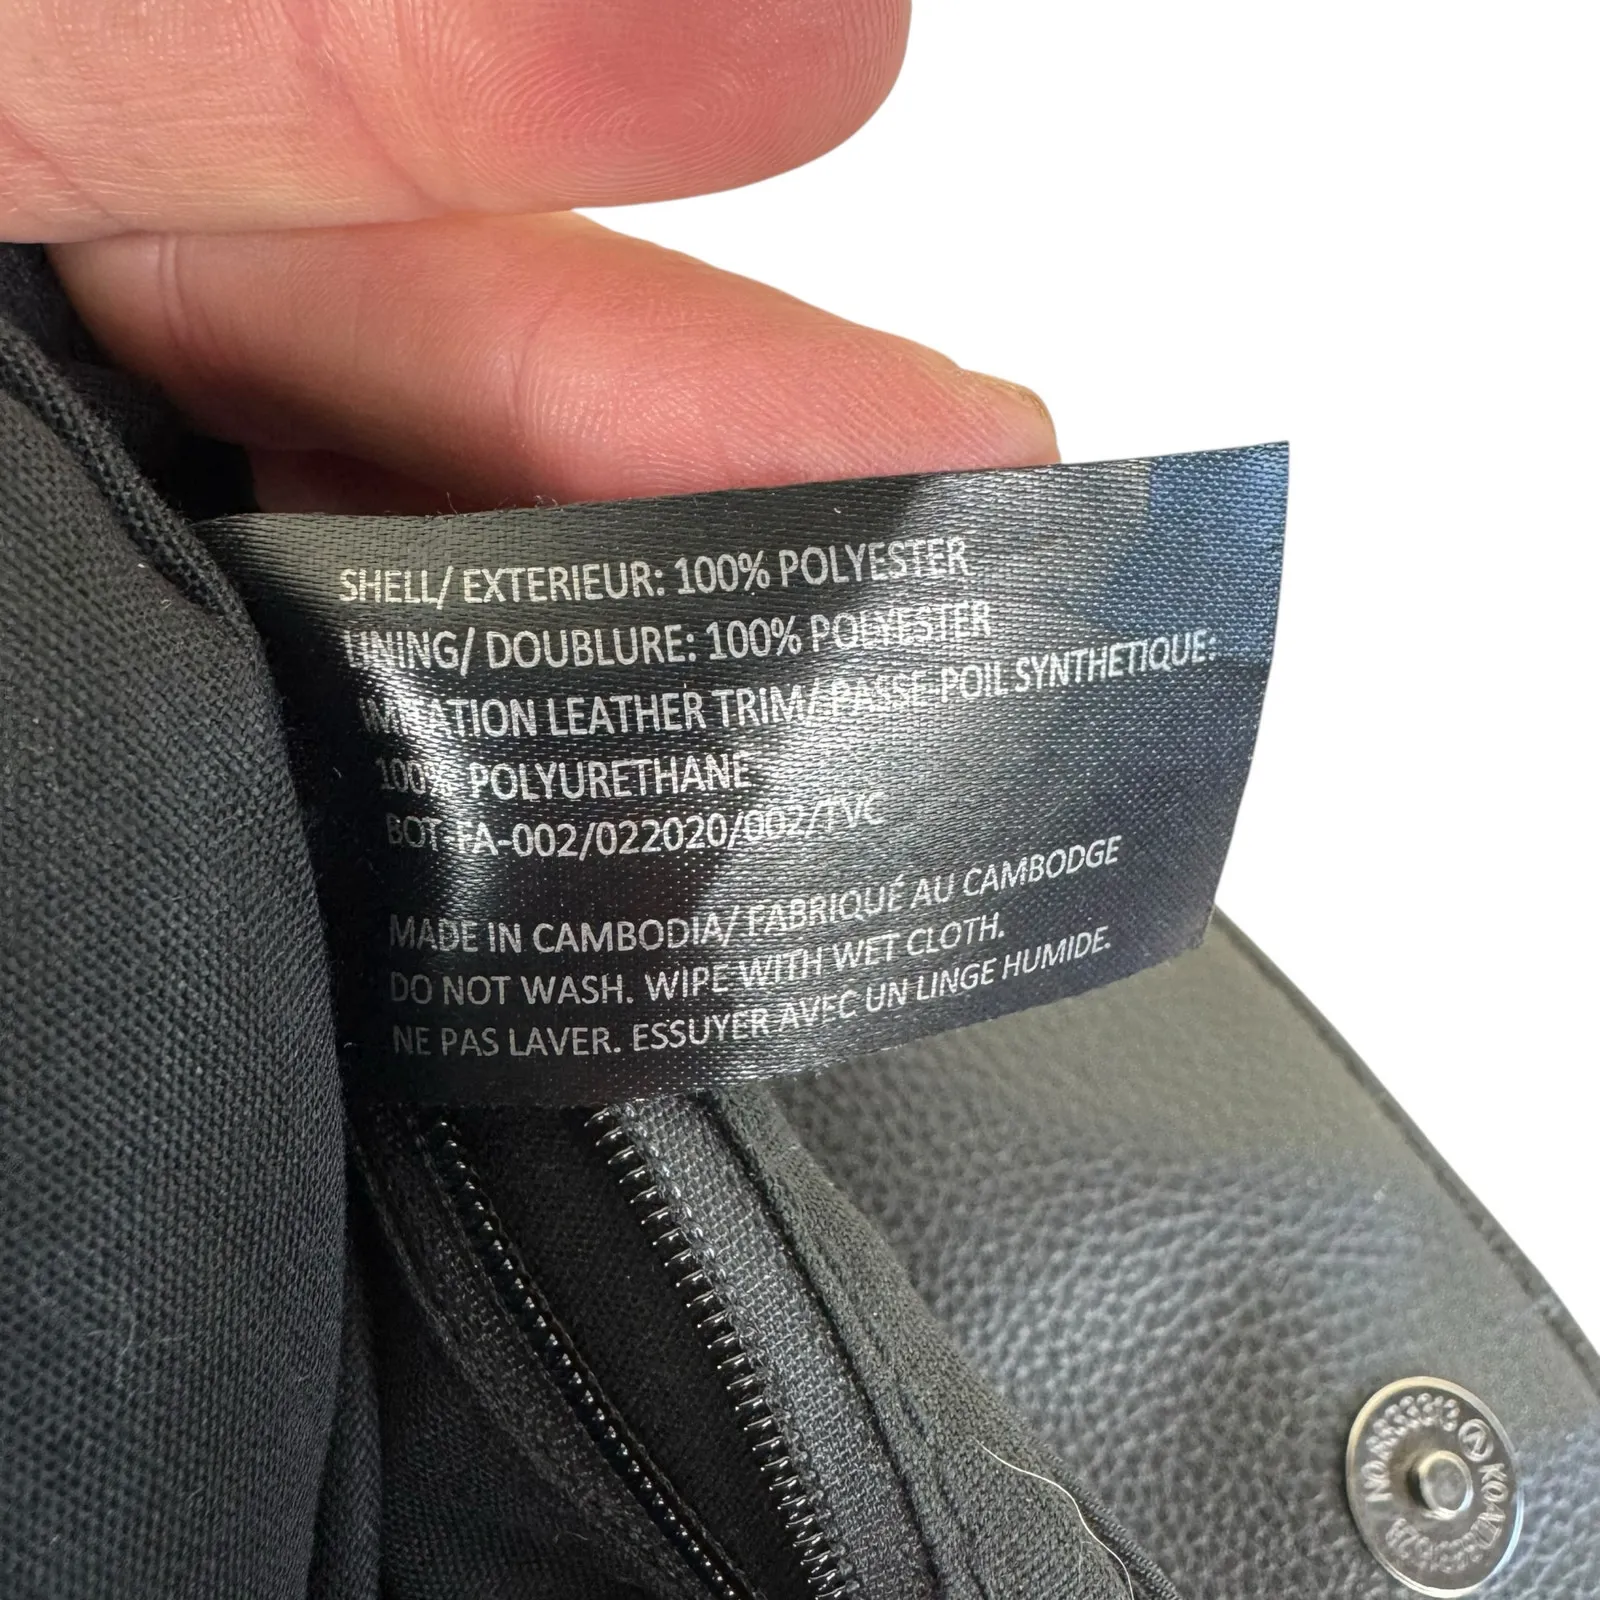 SHELL/ EXTERIEUR: 100% POLYESTER
LINING/ DOUBLURE: 100% POLYESTER
IMITATION LEATHER TRIM/ PASSE-POIL SYNTHETIQUE:
100% POLYURETHANE
BOT-FA-002/022020/002/TVC
MADE IN CAMBODIA/ FABRIQUÉ AU CAMBODGE
DO NOT WASH. WIPE WITH WET CLOTH.
NE PAS LAVER. ESSUYER AVEC UN LINGE HUMIDE.